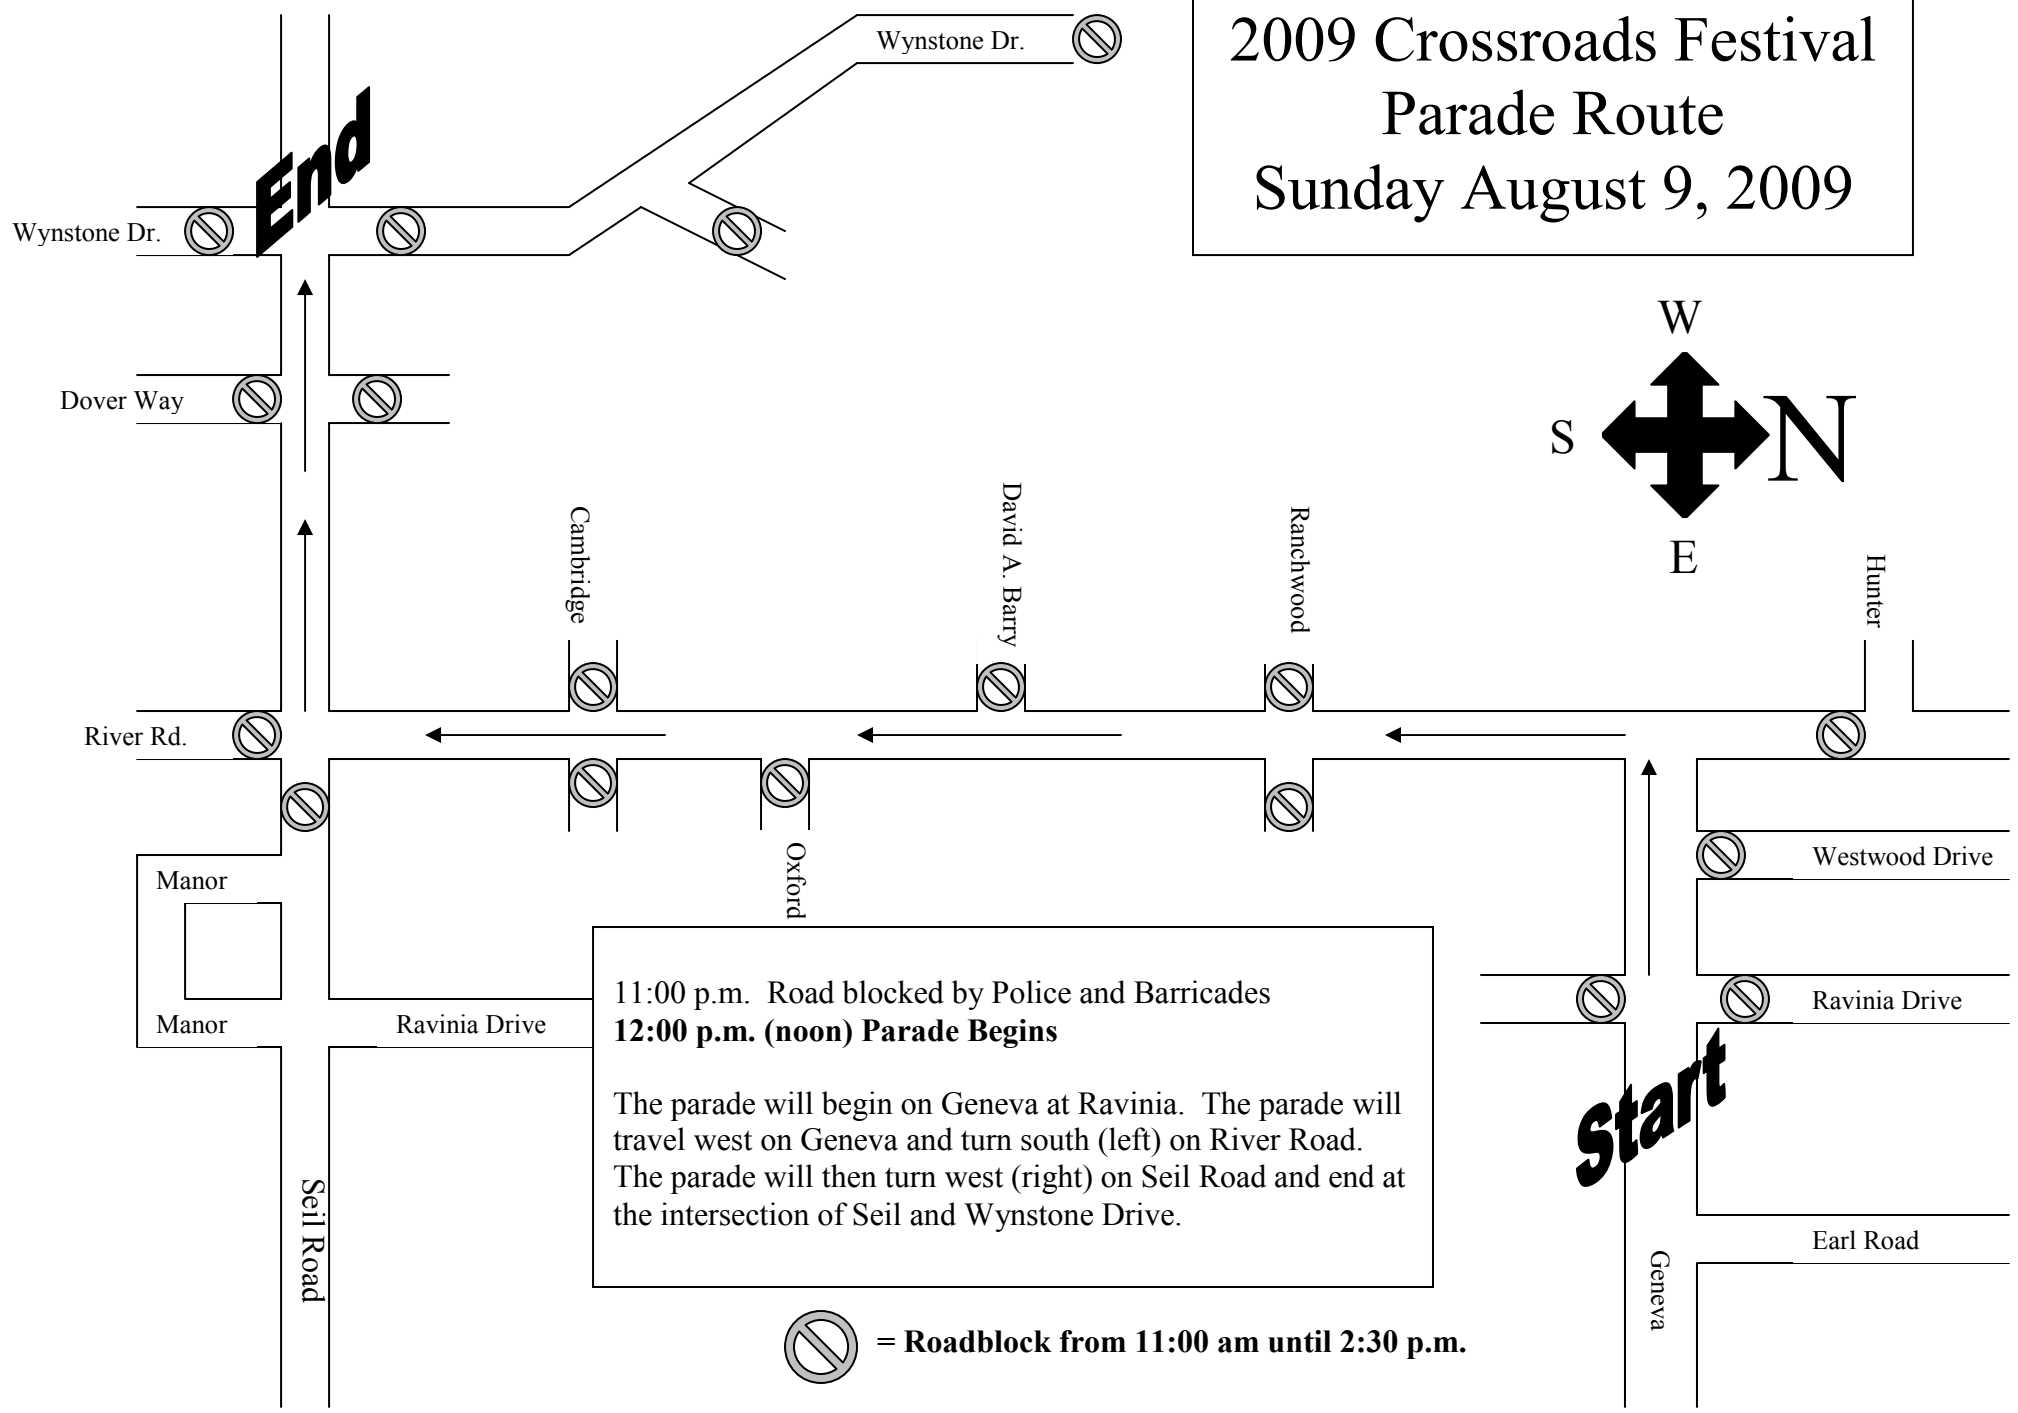 2009 Crossroads Festival
Parade Route
Sunday August 9, 2009
Wynstone Dr.
End
Wynstone Dr.
W
S
N
E
Dover Way
Cambridge
David A. Barry
Ranchwood
Hunter
River Rd.
Westwood Drive
Manor
Oxford
Manor
Ravinia Drive
Ravinia Drive
11:00 p.m. Road blocked by Police and Barricades
12:00 p.m. (noon) Parade Begins
The parade will begin on Geneva at Ravinia. The parade will
travel west on Geneva and turn south (left) on River Road.
The parade will then turn west (right) on Seil Road and end at
the intersection of Seil and Wynstone Drive.
Start
Seil Road
Earl Road
Geneva
= Roadblock from 11:00 am until 2:30 p.m.